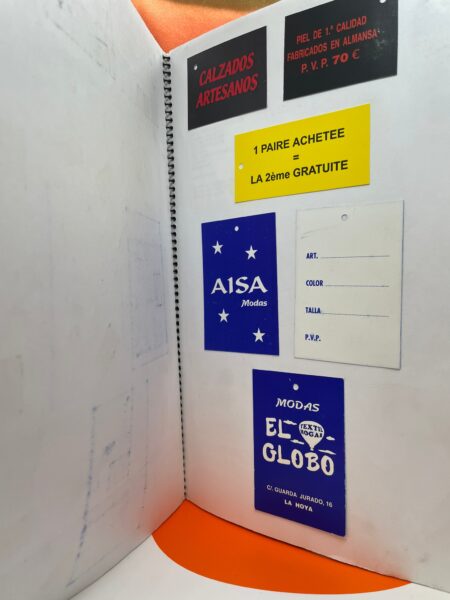 CALZADOS
ARTESANOS
PIEL DE 1.ª CALIDAD
FABRICADOS EN ALMANSA
P. V. P. 70 €
1 PAIRE ACHETEE
=
LA 2ème GRATUITE
AISA
Modas
ART.
COLOR
TALLA
P.V.P.
MODAS
EL
TEXTIL
HOGAR
GLOBO
C/. GUARDA JURADO, 16
LA HOYA